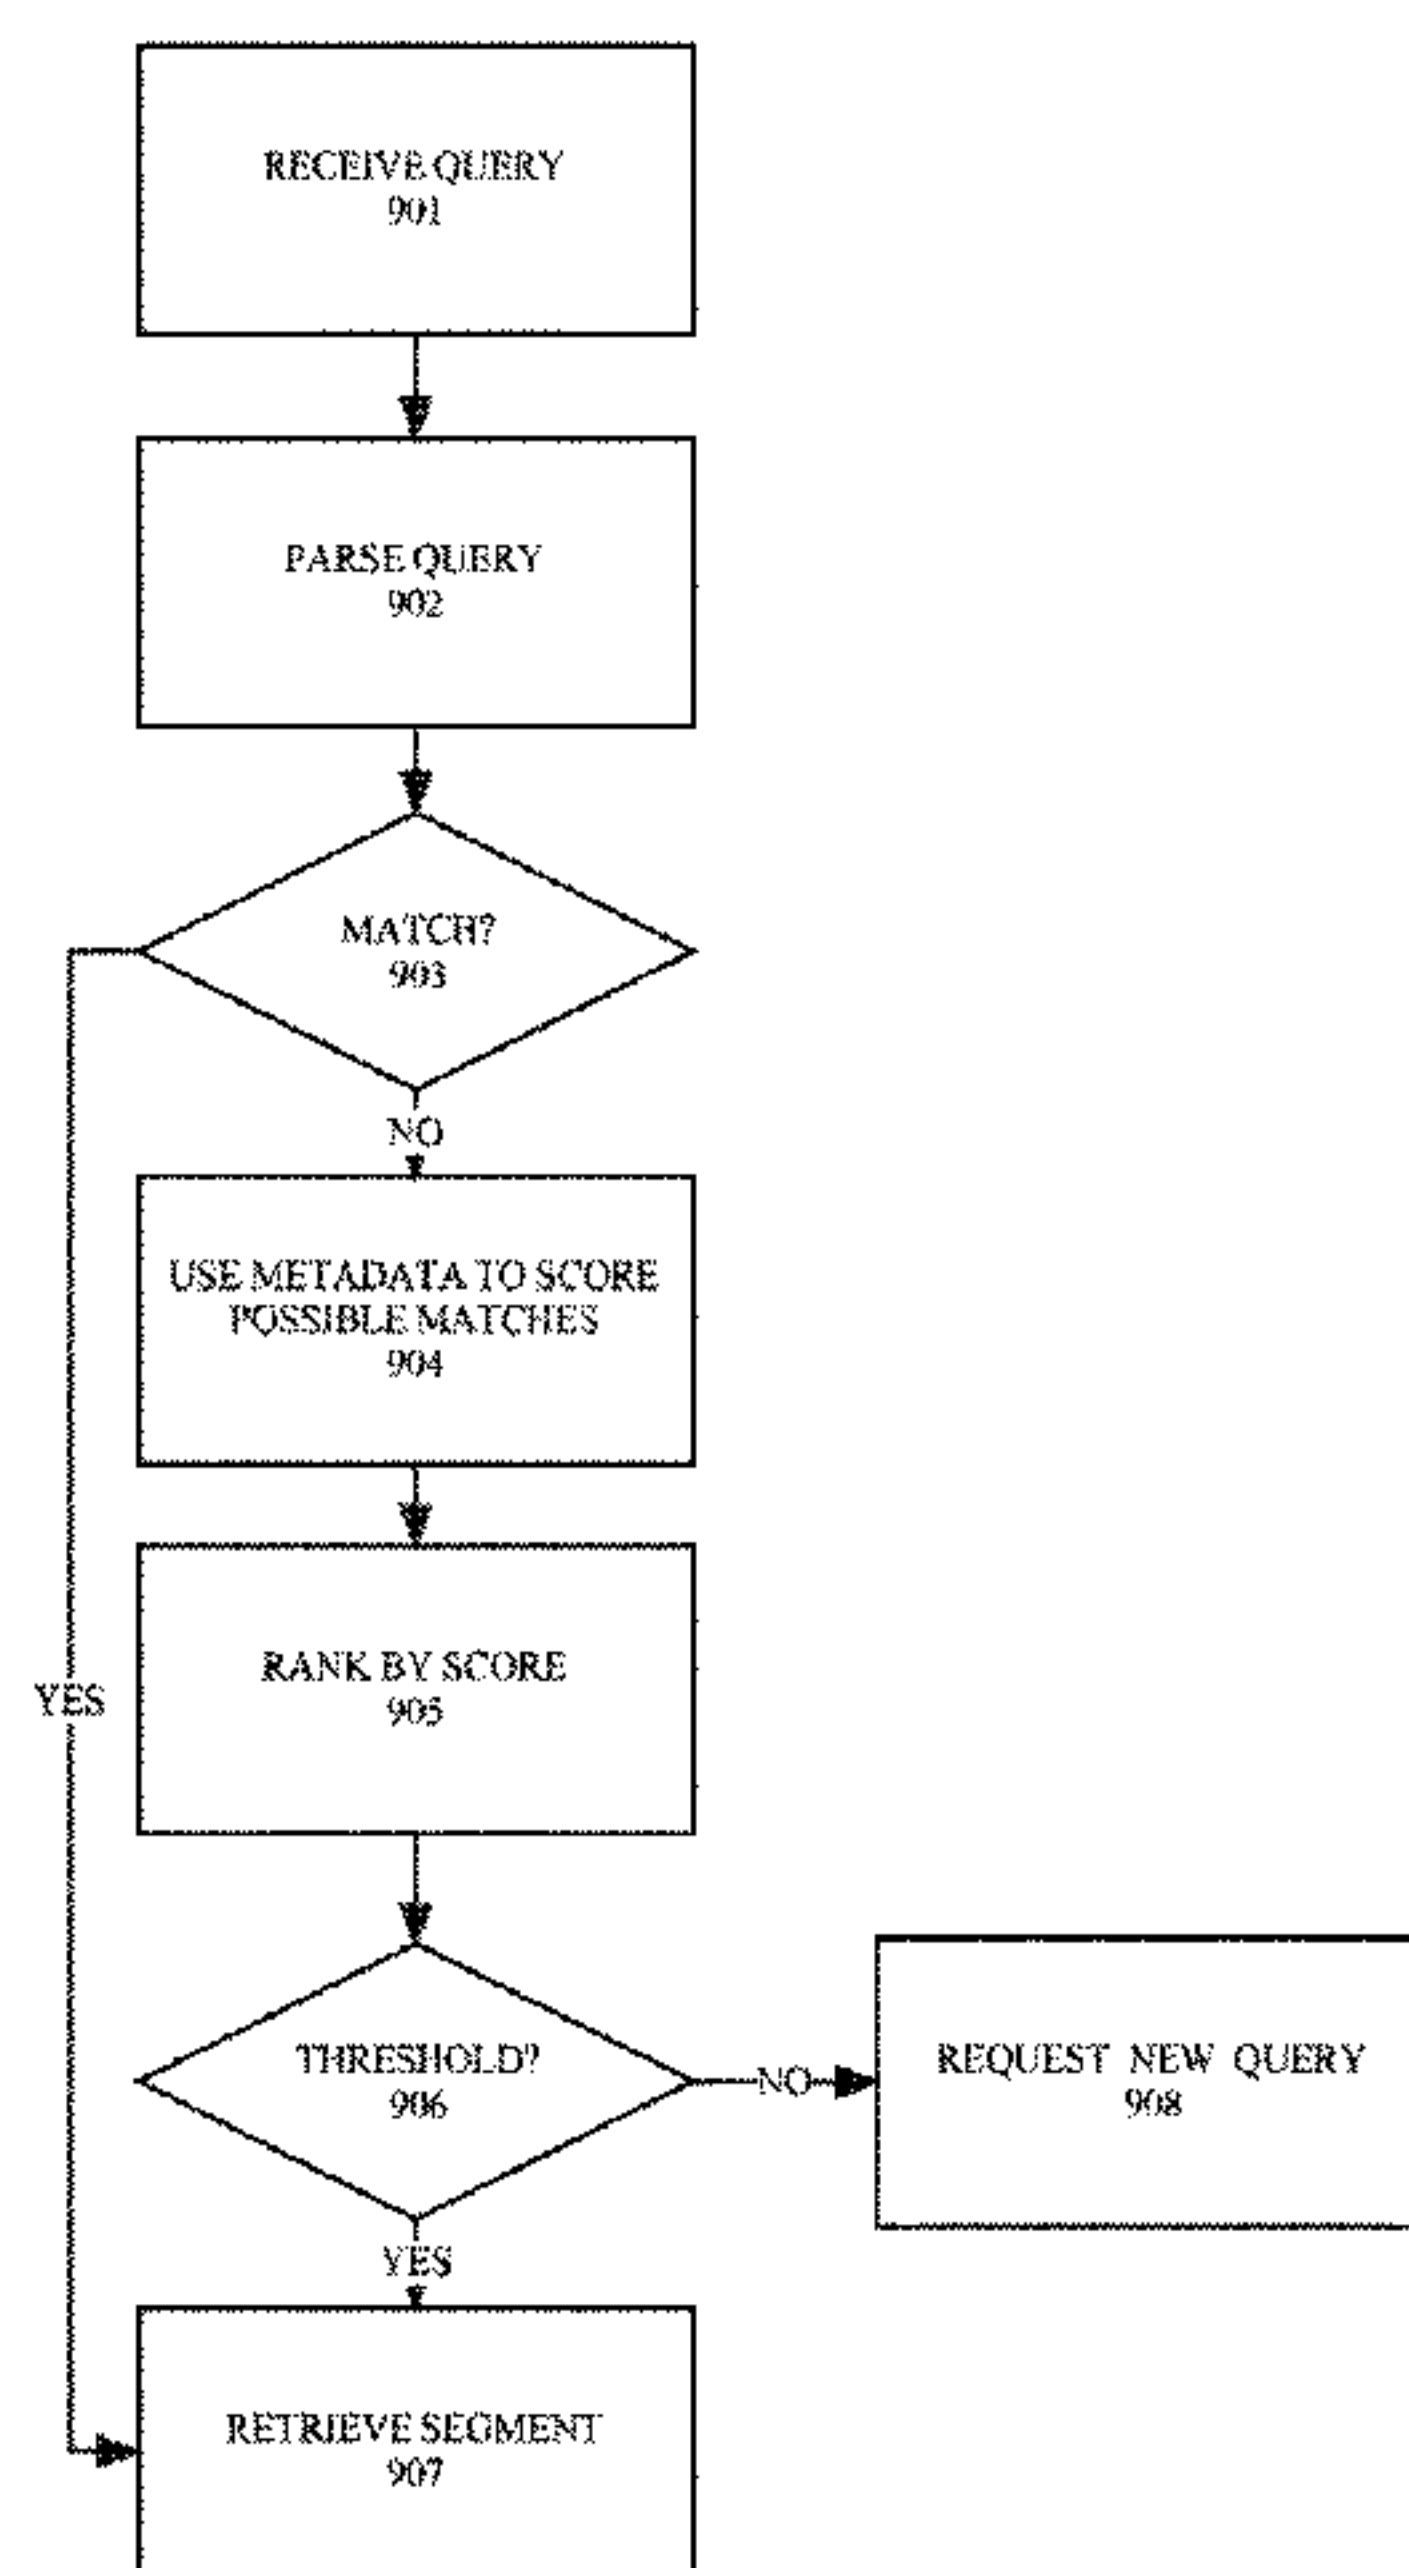 RECEIVE QUERY
901
PARSE QUERY
902
MATCH?
903
NO
USE METADATA TO SCORE
POSSIBLE MATCHES
904
RANK BY SCORE
905
YES
THRESHOLD?
906
NO
REQUEST NEW QUERY
908
YES
RETRIEVE SEGMENT
907